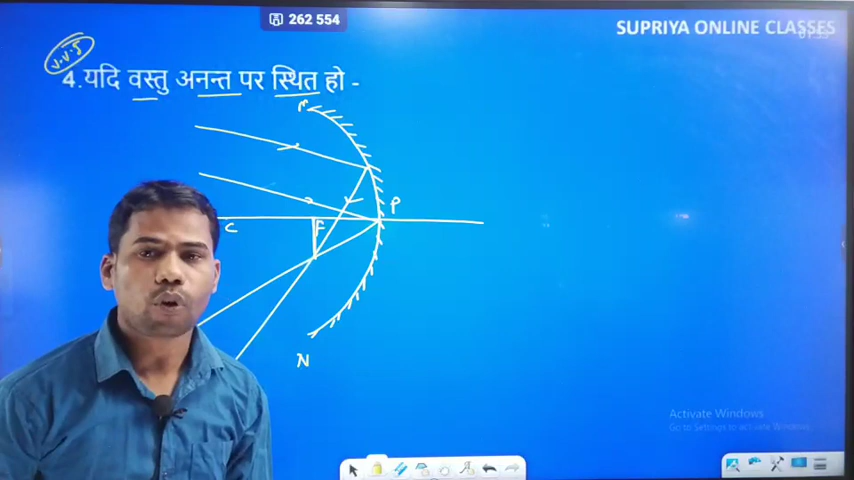 262 554
SUPRIYA ONLINE CLASSES
V.V.S
4.यदि वस्तु अनन्त पर स्थित हो -
P
C
F
N
Activate Windows
Go to Settings to activate Windows.